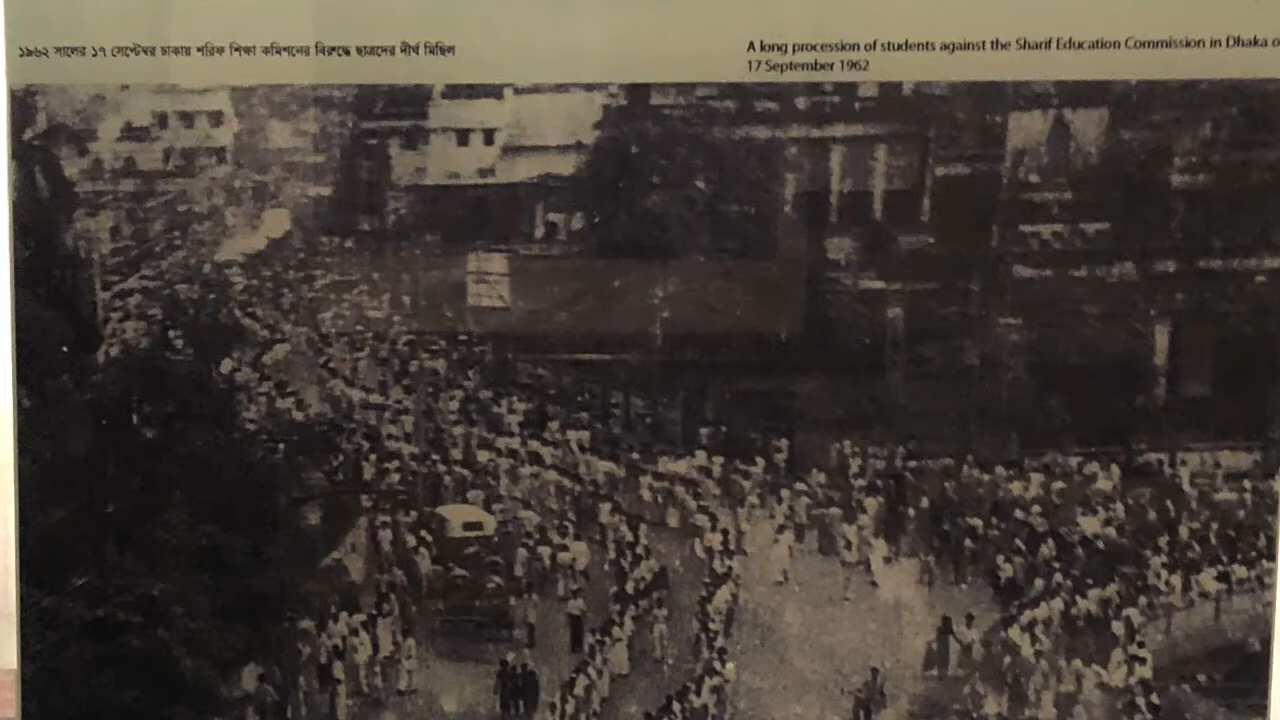 ১৯৬২ সালের ১৭ সেপ্টেম্বর ঢাকায় শরিফ শিক্ষা কমিশনের বিরুদ্ধে ছাত্রদের দীর্ঘ মিছিল
A long procession of students against the Sharif Education Commission in Dhaka
17 September 1962